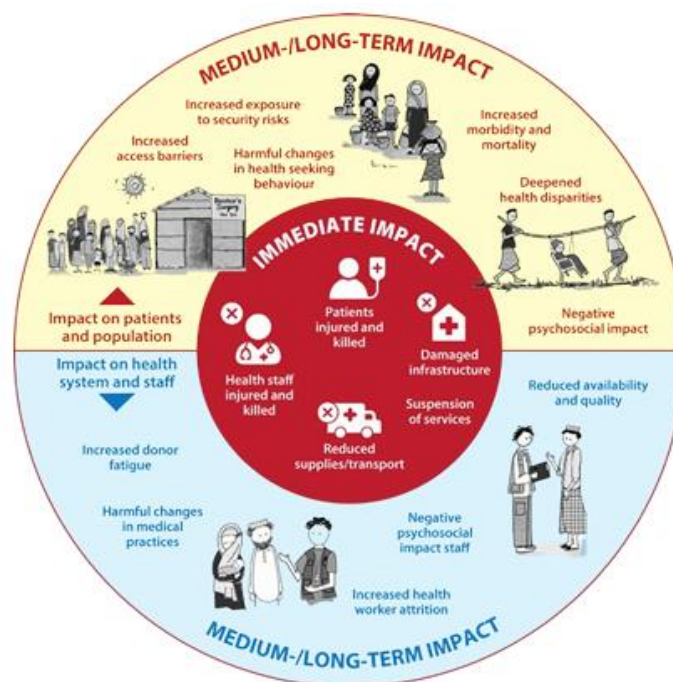 MEDIUM-/LONG-TERM IMPACT
Increased exposure
to security risks
Increased
access barriers
Harmful changes
in health seeking
behaviour
Increased
morbidity and
mortality
Deepened
health disparities
Negative
psychosocial impact
Impact on patients
and population
IMMEDIATE IMPACT
Patients
injured and
killed
Health staff
injured and
killed
Damaged
infrastructure
Suspension
of services
Reduced
supplies/transport
Impact on health
system and staff
Increased donor
fatigue
Harmful changes
in medical
practices
Reduced availability
and quality
Negative
psychosocial
impact staff
Increased health
worker attrition
MEDIUM-/LONG-TERM IMPACT